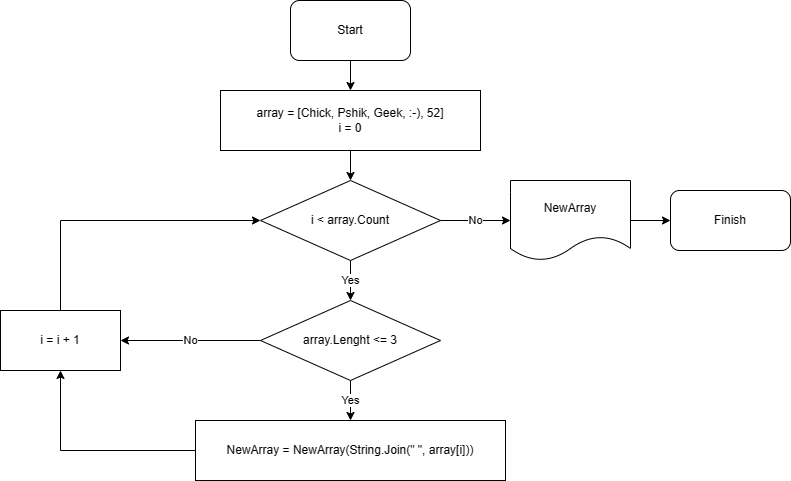 Start
array = [Chick, Pshik, Geek, :-), 52]
i = 0
i < array.Count
No
NewArray
Finish
Yes
array.Lenght <= 3
No
i = i + 1
Yes
NewArray = NewArray(String.Join(" ", array[i]))